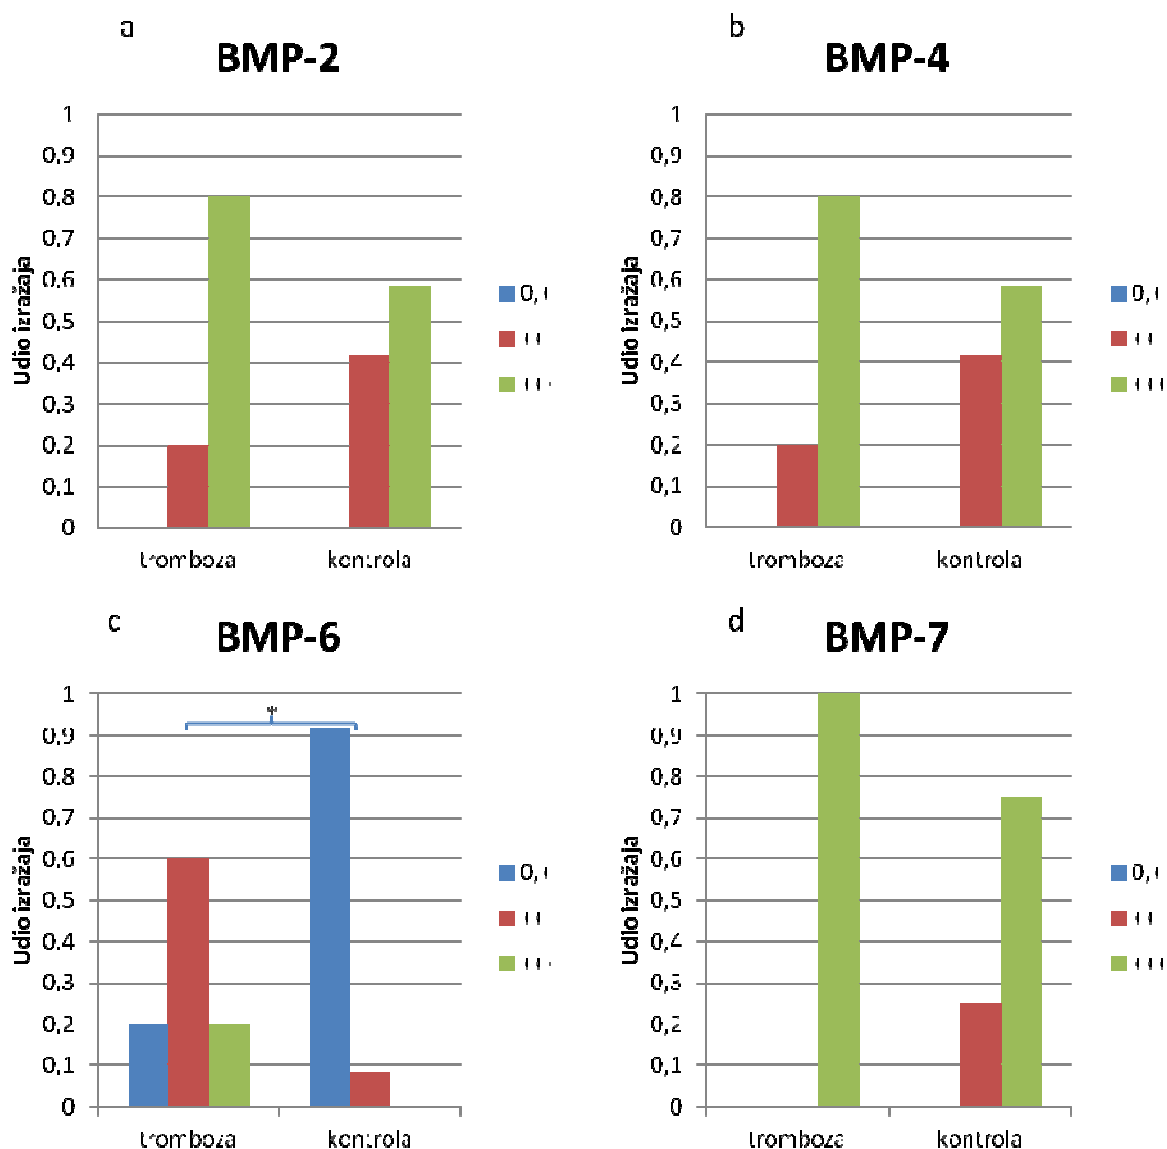 a
BMP-2
1
0,9
0,8
0,7
0,6
0,5
0,4
0,3
0,2
0,1
0
Udio izražaja
tromboza
kontrola
0,+
++
+++
b
BMP-4
1
0,9
0,8
0,7
0,6
0,5
0,4
0,3
0,2
0,1
0
Udio izražaja
tromboza
kontrola
0,+
++
+++
c
BMP-6
*
1
0,9
0,8
0,7
0,6
0,5
0,4
0,3
0,2
0,1
0
Udio izražaja
tromboza
kontrola
0,+
++
+++
d
BMP-7
1
0,9
0,8
0,7
0,6
0,5
0,4
0,3
0,2
0,1
0
Udio izražaja
tromboza
kontrola
0,+
++
+++